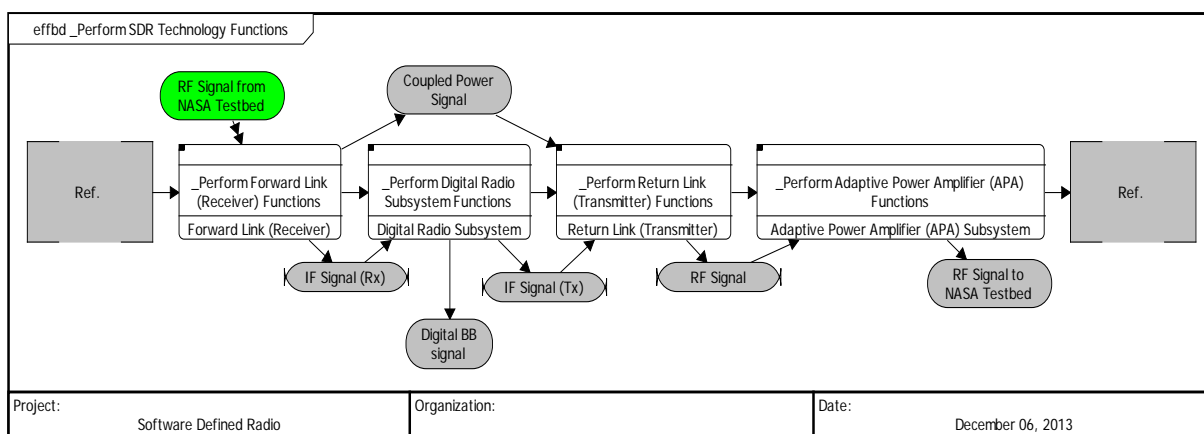 effbd _Perform SDR Technology Functions
RF Signal from
NASA Testbed
Coupled Power
Signal
Ref.
_Perform Forward Link
(Receiver) Functions
Forward Link (Receiver)
_Perform Digital Radio
Subsystem Functions
Digital Radio Subsystem
_Perform Return Link
(Transmitter) Functions
Return Link (Transmitter)
_Perform Adaptive Power Amplifier (APA)
Functions
Adaptive Power Amplifier (APA) Subsystem
Ref.
IF Signal (Rx)
IF Signal (Tx)
RF Signal
RF Signal to
NASA Testbed
Digital BB
signal
Project:
Software Defined Radio
Organization:
Date:
December 06, 2013